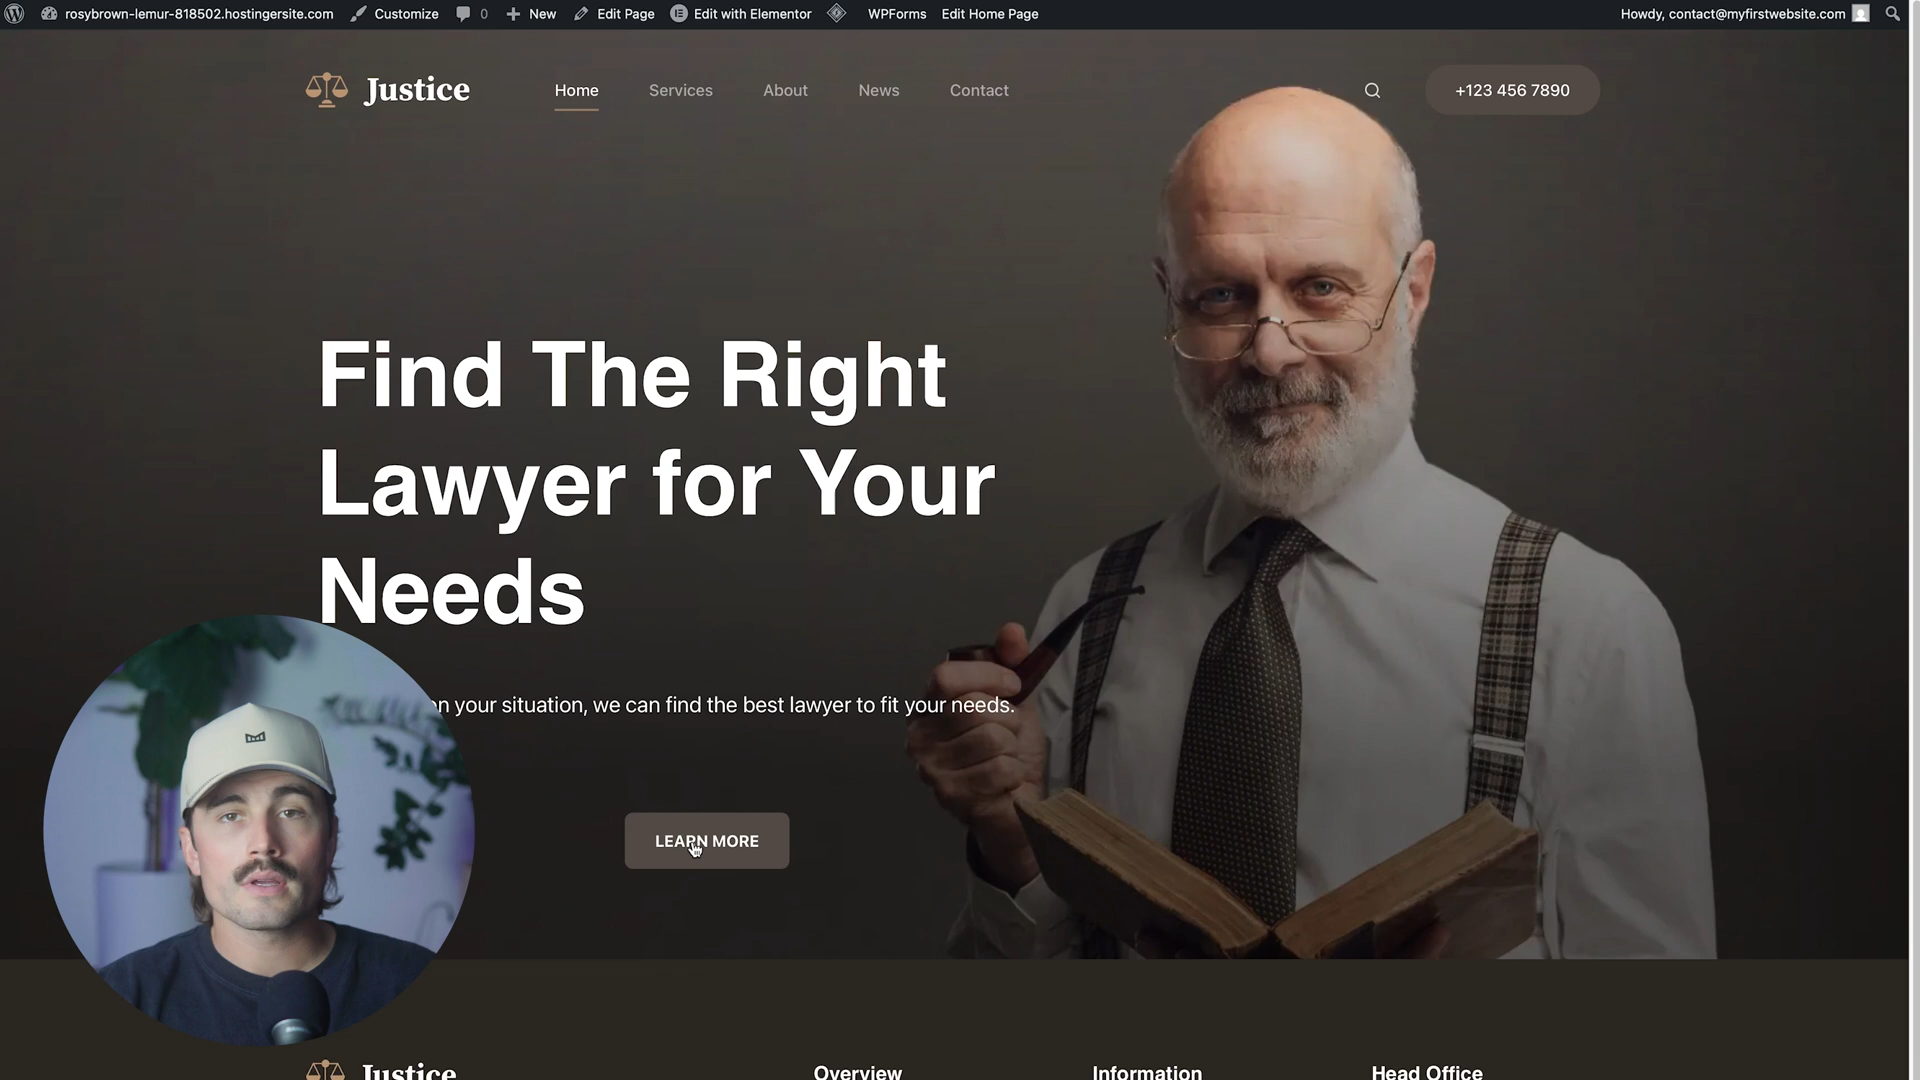 rosybrown-lemur-818502.hostingersite.com Customize 0 New Edit Page Edit with Elementor WPForms Edit Home Page Howdy, contact@myfirstwebsite.com
Justice Home Services About News Contact +123 456 7890
Find The Right
Lawyer for Your
Needs
your situation, we can find the best lawyer to fit your needs.
LEARN MORE
Justice Overview Information Head Office